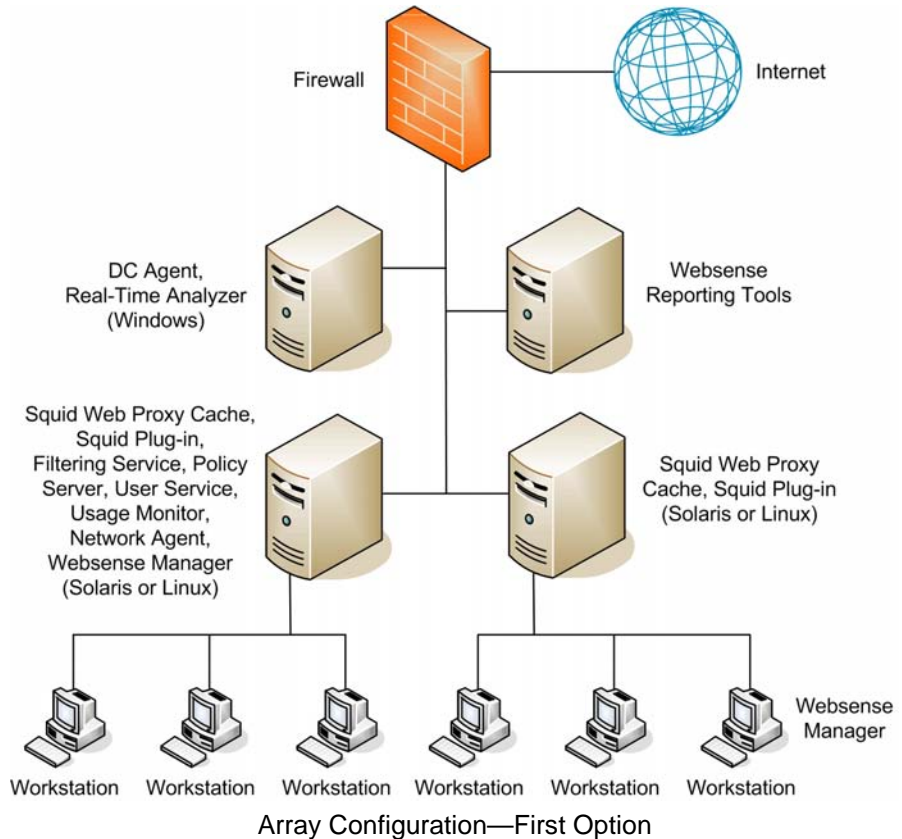 Firewall
Internet
DC Agent,
Real-Time Analyzer
(Windows)
Websense
Reporting Tools
Squid Web Proxy Cache,
Squid Plug-in,
Filtering Service, Policy
Server, User Service,
Usage Monitor,
Network Agent,
Websense Manager
(Solaris or Linux)
Squid Web Proxy
Cache, Squid Plug-in
(Solaris or Linux)
Websense
Manager
Workstation
Workstation
Workstation
Workstation
Workstation
Workstation
Array Configuration—First Option